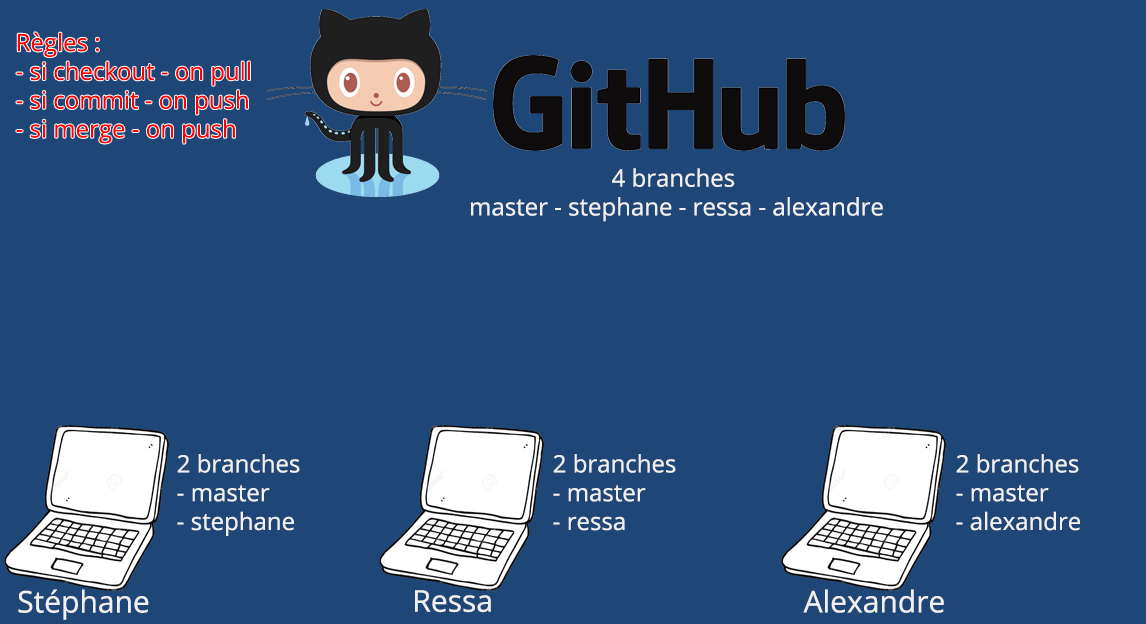 Règles :
- si checkout - on pull
- si commit - on push
- si merge - on push
GitHub
4 branches
master - stephane - ressa - alexandre
2 branches
- master
- stephane
Stéphane
2 branches
- master
- ressa
Ressa
2 branches
- master
- alexandre
Alexandre